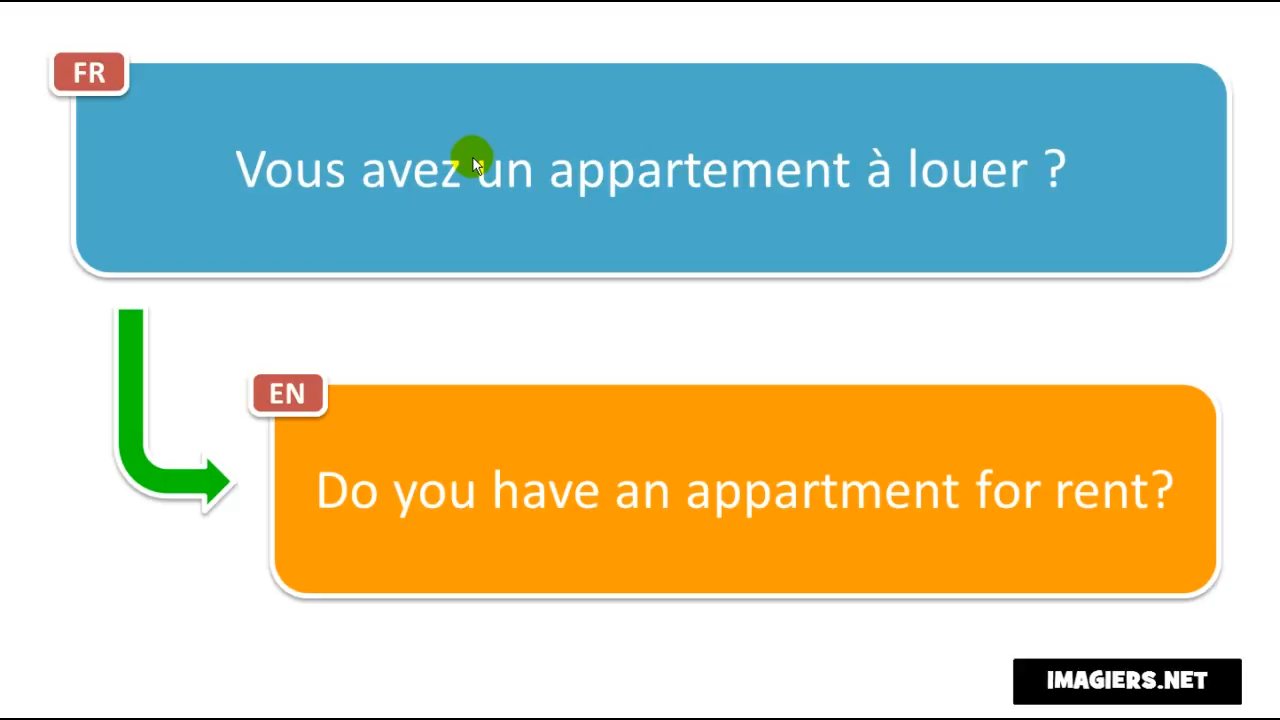 FR
Vous avez un appartement à louer ?
EN
Do you have an appartment for rent?
IMAGIERS.NET